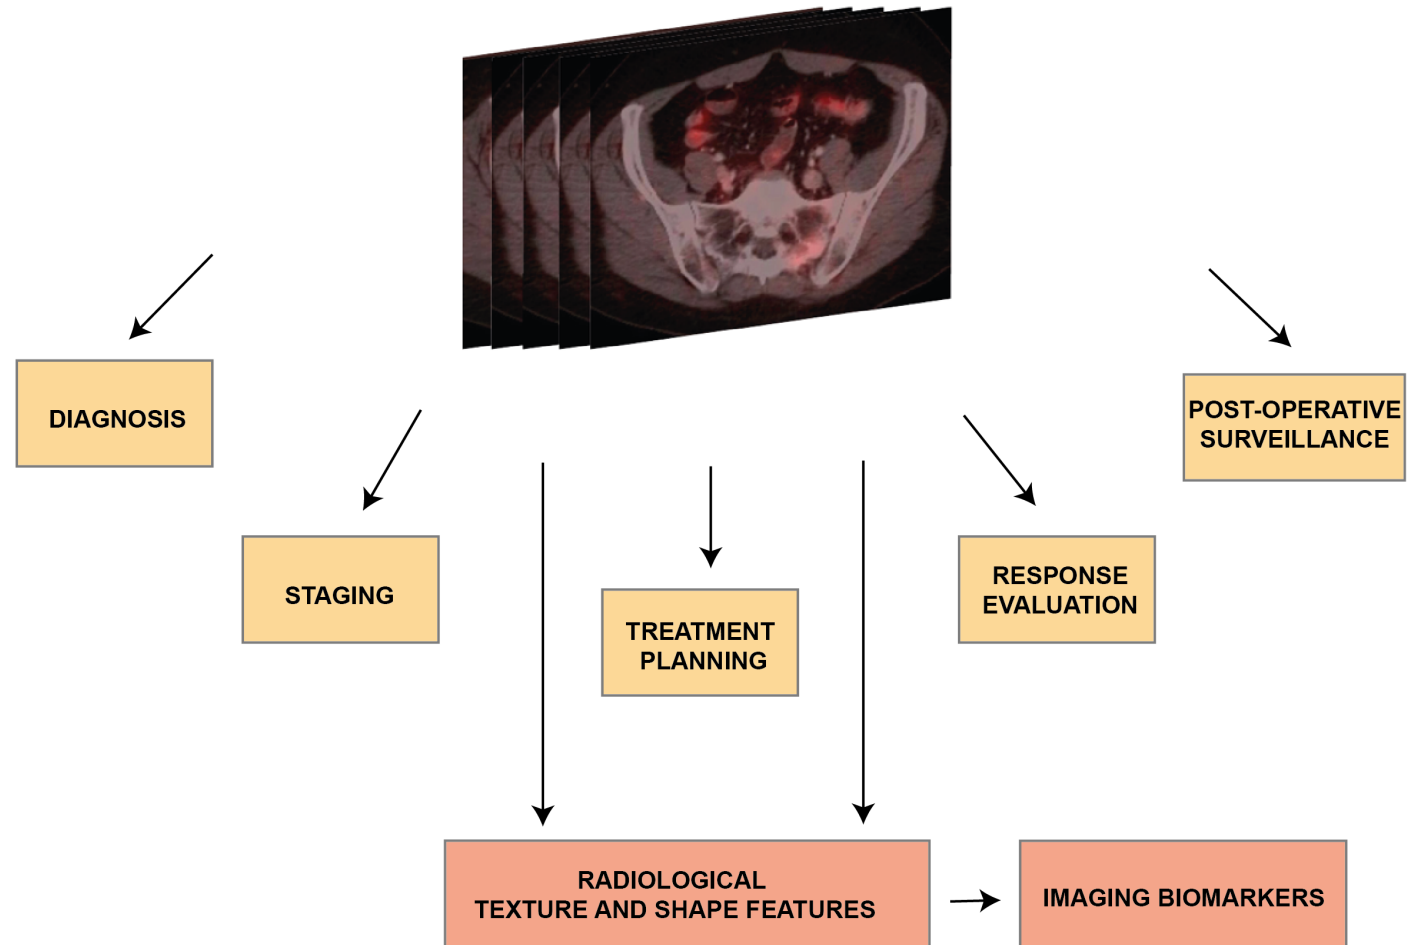 DIAGNOSIS
POST-OPERATIVE
SURVEILLANCE
STAGING
TREATMENT
PLANNING
RESPONSE
EVALUATION
RADIOLOGICAL
TEXTURE AND SHAPE FEATURES
IMAGING BIOMARKERS